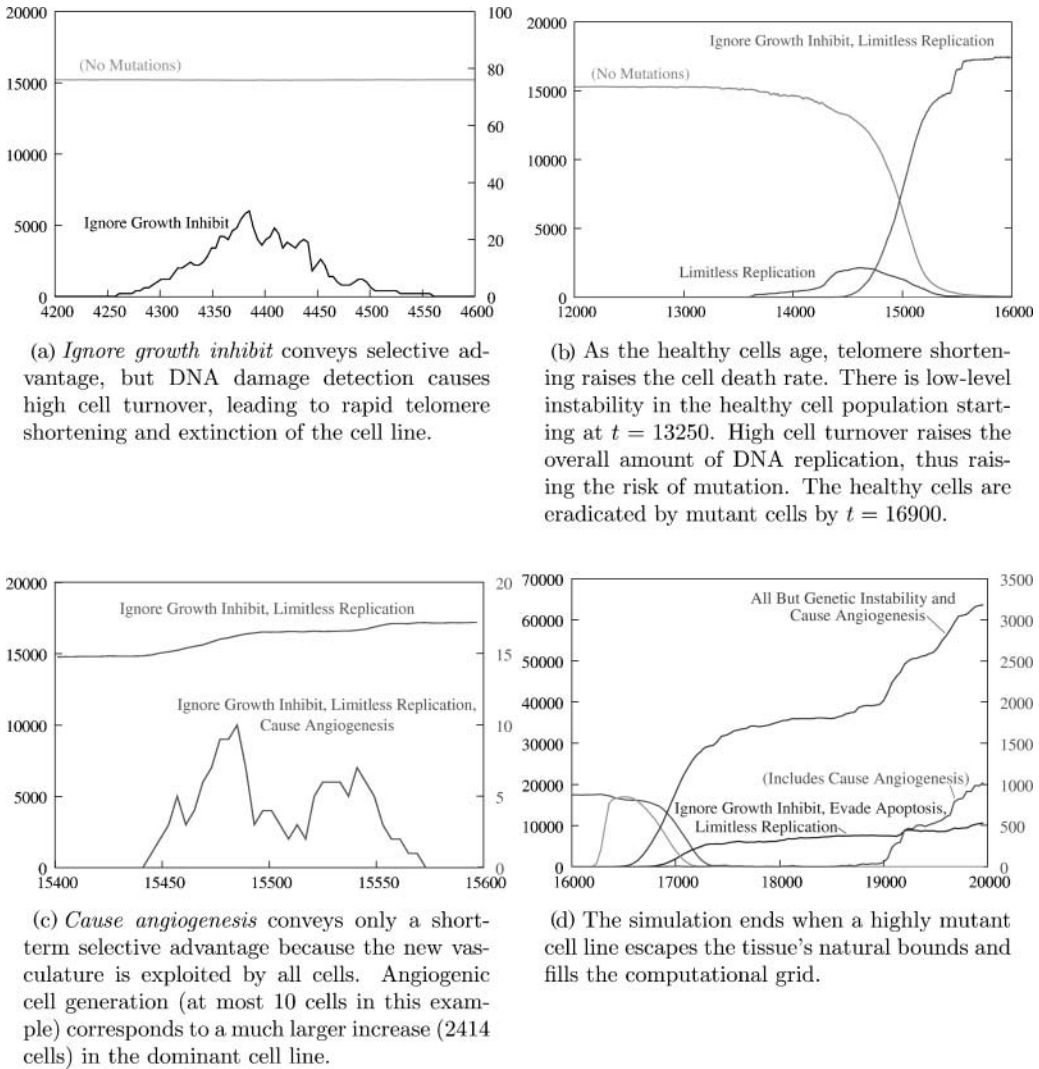 20000
15000
10000
5000
0
100
80
60
40
20
0
(No Mutations)
Ignore Growth Inhibit
4200 4250 4300 4350 4400 4450 4500 4550 4600
(a) Ignore growth inhibit conveys selective ad-
vantage, but DNA damage detection causes
high cell turnover, leading to rapid telomere
shortening and extinction of the cell line.
20000
15000
10000
5000
0
Ignore Growth Inhibit, Limitless Replication
(No Mutations)
Limitless Replication
12000 13000 14000 15000 16000
(b) As the healthy cells age, telomere shorten-
ing raises the cell death rate. There is low-level
instability in the healthy cell population start-
ing at t = 13250. High cell turnover raises the
overall amount of DNA replication, thus rais-
ing the risk of mutation. The healthy cells are
eradicated by mutant cells by t = 16900.
20000
15000
10000
5000
0
20
15
10
5
0
Ignore Growth Inhibit, Limitless Replication
Ignore Growth Inhibit, Limitless Replication,
Cause Angiogenesis
15400 15450 15500 15550 15600
(c) Cause angiogenesis conveys only a short-
term selective advantage because the new vas-
culature is exploited by all cells. Angiogenic
cell generation (at most 10 cells in this exam-
ple) corresponds to a much larger increase (2414
cells) in the dominant cell line.
70000
60000
50000
40000
30000
20000
10000
0
3500
3000
2500
2000
1500
1000
500
0
All But Genetic Instability and
Cause Angiogenesis
(Includes Cause Angiogenesis)
Ignore Growth Inhibit, Evade Apoptosis,
Limitless Replication
16000 17000 18000 19000 20000
(d) The simulation ends when a highly mutant
cell line escapes the tissue's natural bounds and
fills the computational grid.